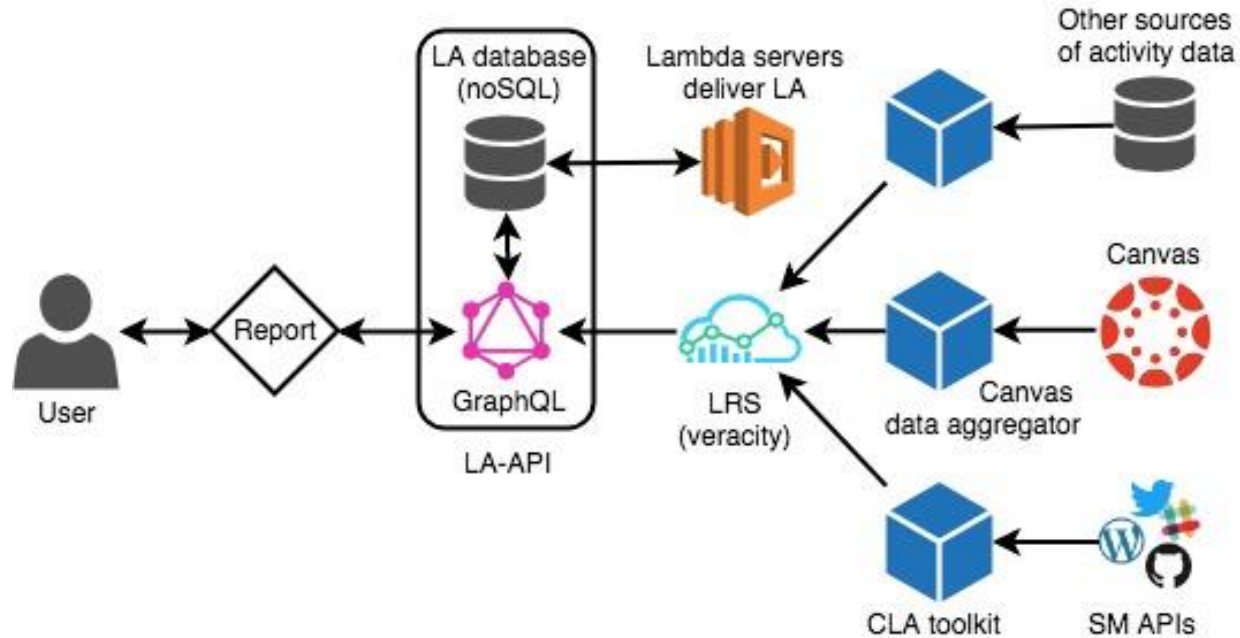 Other sources
of activity data
LA database
(noSQL)
Lambda servers
deliver LA
Canvas
Report
User
GraphQL
LA-API
LRS
(veracity)
Canvas
data aggregator
W
CLA toolkit
SM APIs